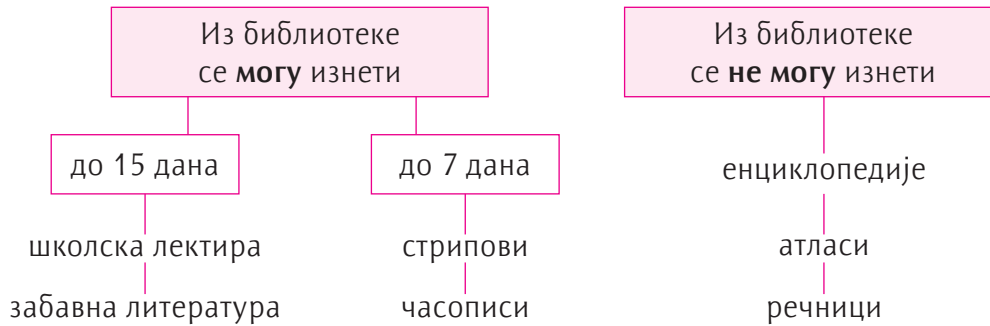 Из библиотеке
се могу изнети
до 15 дана
школска лектира
забавна литература
до 7 дана
стрипови
часописи
Из библиотеке
се не могу изнети
енциклопедије
атласи
речници